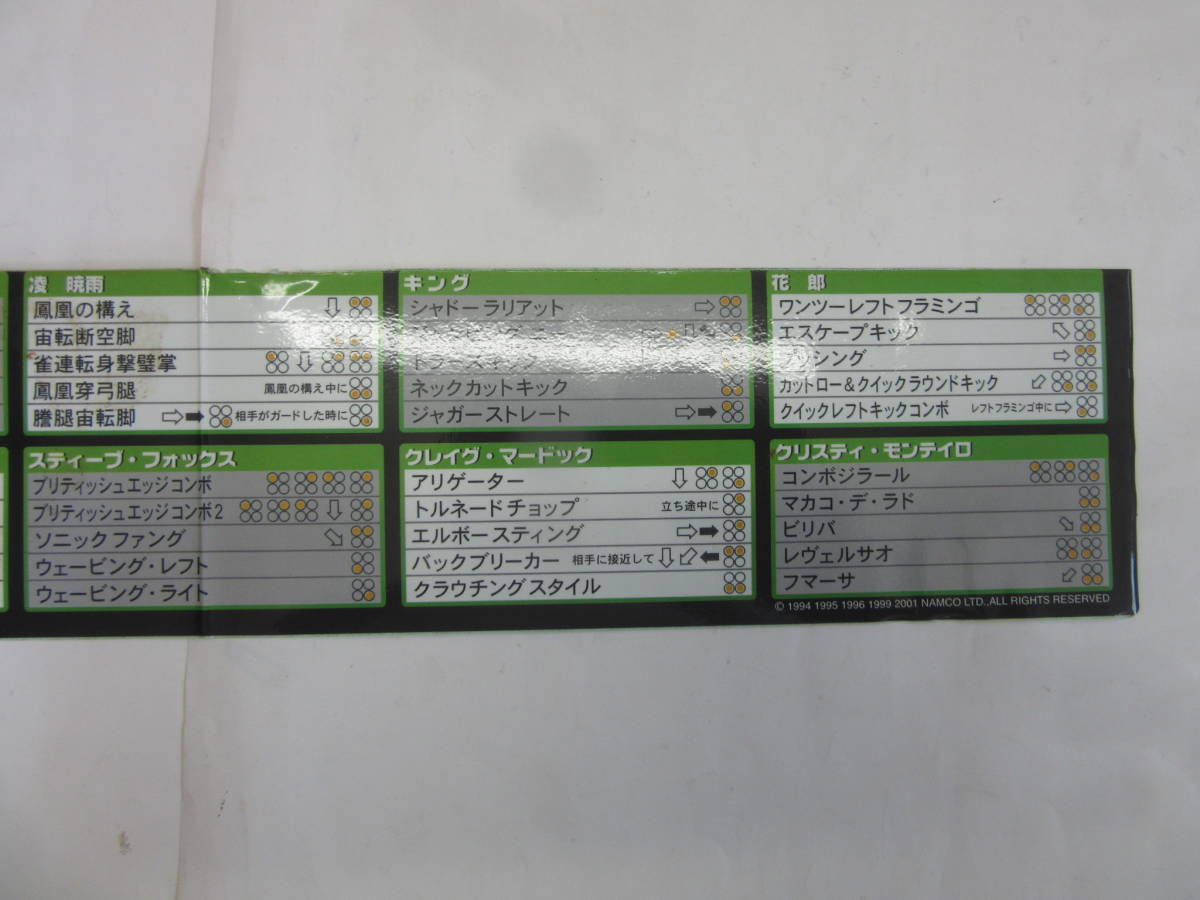 凌 暁雨
鳳凰の構え
宙転断空脚
雀連転身撃璧掌
鳳凰穿弓腿 鳳凰の構え中に
騰腿宙転脚 相手がガードした時に
キング
シャドーラリアット
ネックカットキック
ジャガーストレート
花 郎
ワンツーレフトフラミンゴ
エスケープキック
カットロー&クイックラウンドキック
クイックレフトキックコンボ レフトフラミンゴ中に
スティーブ・フォックス
ブリティッシュエッジコンボ
ブリティッシュエッジコンボ2
ソニックファング
ウェービング・レフト
ウェービング・ライト
クレイグ・マードック
アリゲーター
トルネードチョップ 立ち途中に
エルボースティング
バックブリーカー 相手に接近して
クラウチングスタイル
クリスティ・モンテイロ
コンボジラール
マカコ・デ・ラド
ビリバ
レヴェルサオ
フマーサ
© 1994 1995 1996 1999 2001 NAMCO LTD.,ALL RIGHTS RESERVED